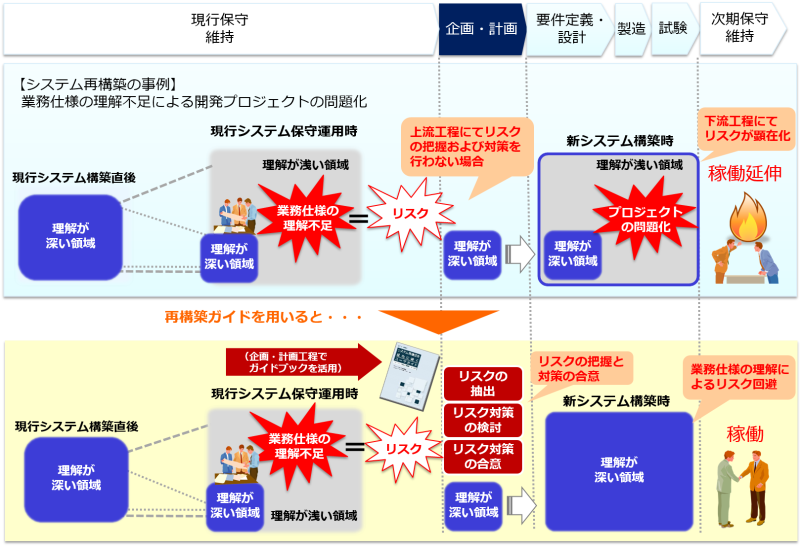 現行保守
維持
企画・計画
要件定義・
設計
製造
試験
次期保守
維持
【システム再構築の事例】
業務仕様の理解不足による開発プロジェクトの問題化
現行システム構築直後
理解が
深い領域
現行システム保守運用時
理解が浅い領域
業務仕様の
理解不足
理解が
深い領域
=
リスク
上流工程にてリスク
の把握および対策を
行わない場合
理解が
深い領域
新システム構築時
理解が浅い領域
プロジェクト
の問題化
理解が
深い領域
下流工程にて
リスクが顕在化
稼働延伸
再構築ガイドを用いると・・・
(企画・計画工程で
ガイドブックを活用)
現行システム構築直後
理解が
深い領域
現行システム保守運用時
業務仕様の
理解不足
理解が
深い領域
理解が浅い領域
=
リスク
リスクの
抽出
リスク対策
の検討
リスク対策
の合意
理解が
深い領域
リスクの把握と
対策の合意
新システム構築時
理解が
深い領域
業務仕様の理解に
よるリスク回避
稼働